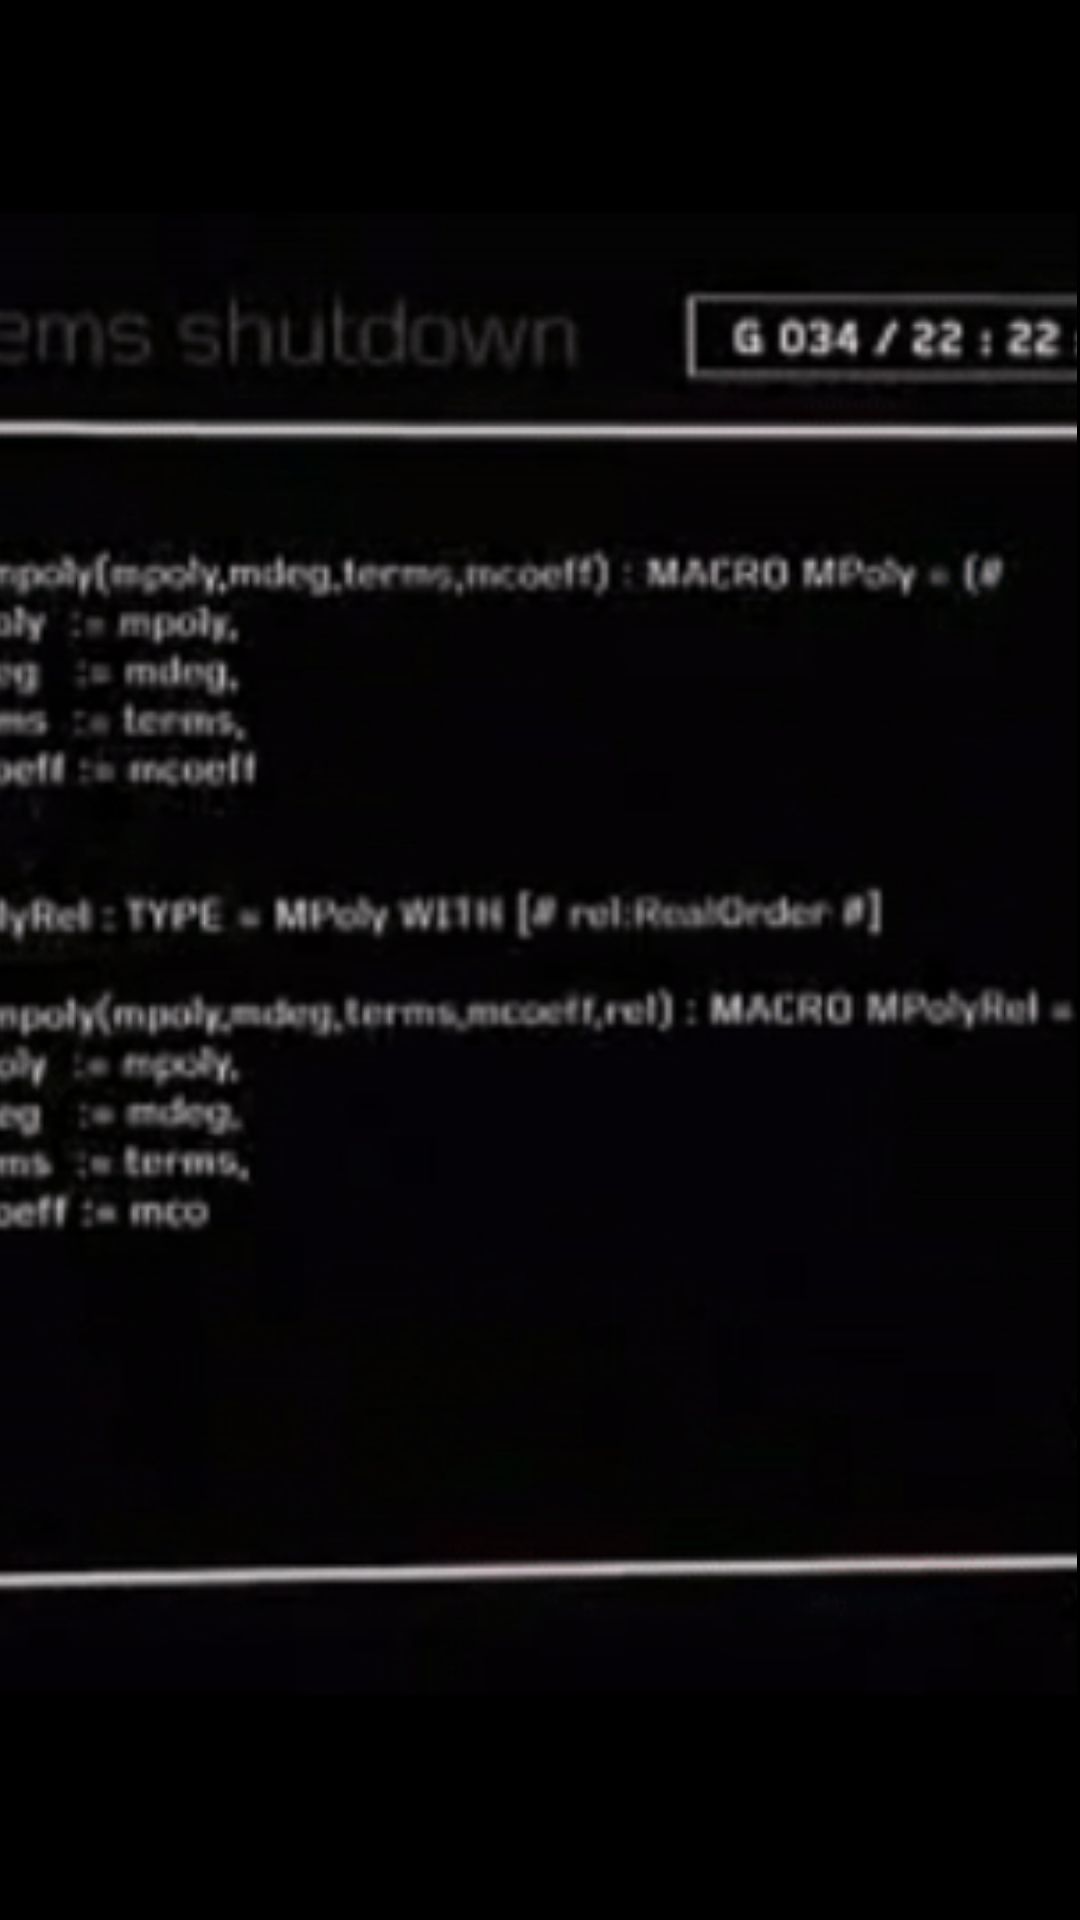 ems shutdown
G 034 / 22 : 22 :
mpoly(mpoly,mdeg,terms,mcoeff) : MACRO MPoly = (#
oly := mpoly,
eg := mdeg,
ms := terms,
oeff := mcoeff
lyRel : TYPE = MPoly WITH [# rel:RealOrder #]
mpoly(mpoly,mdeg,terms,mcoeff,rel) : MACRO MPolyRel =
oly := mpoly,
eg := mdeg,
ms := terms,
oeff := mco